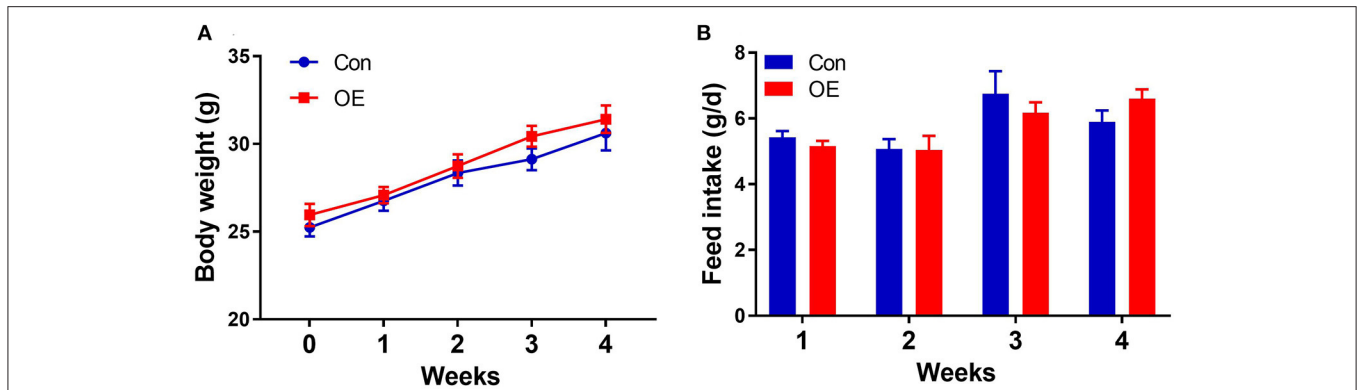 A
Body weight (g)
35
30
25
20
Con
OE
0 1 2 3 4
Weeks
B
Feed intake (g/d)
8
6
4
2
0
Con
OE
1 2 3 4
Weeks